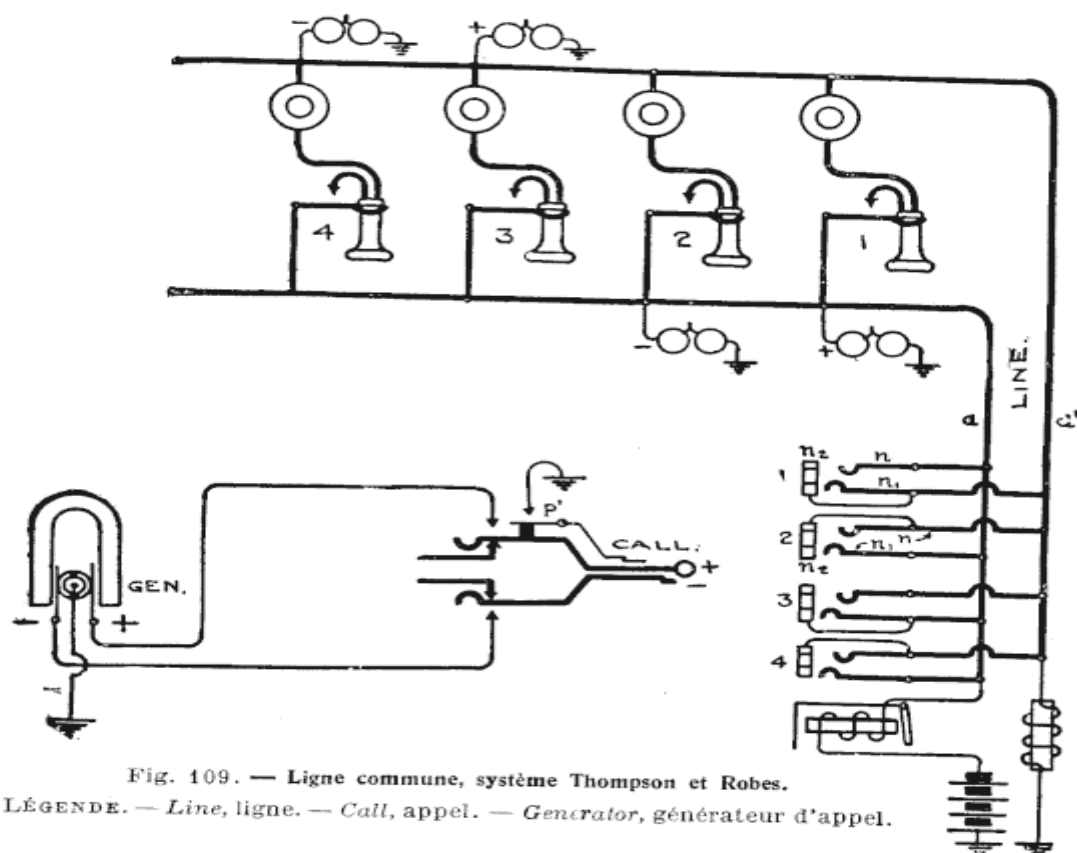 - +
4 3 2 1
- +
LINE.
a
n2 n
1 n1
P' 2 n
CALL. n1
+ n2
GEN. -
3
- +
4
Fig. 109. — Ligne commune, système Thompson et Robes.
LÉGENDE. — Line, ligne. — Call, appel. — Generator, générateur d'appel.